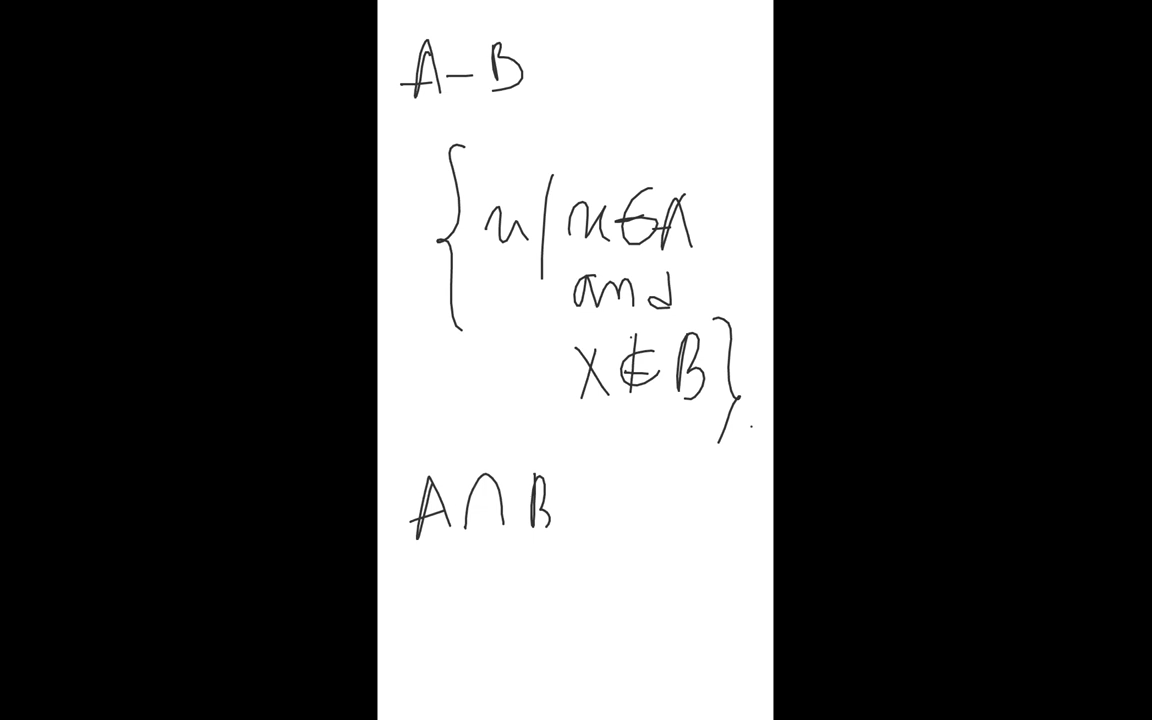 A - B
{ x / x ∈ A
and
x ∉ B }.
A ∩ B